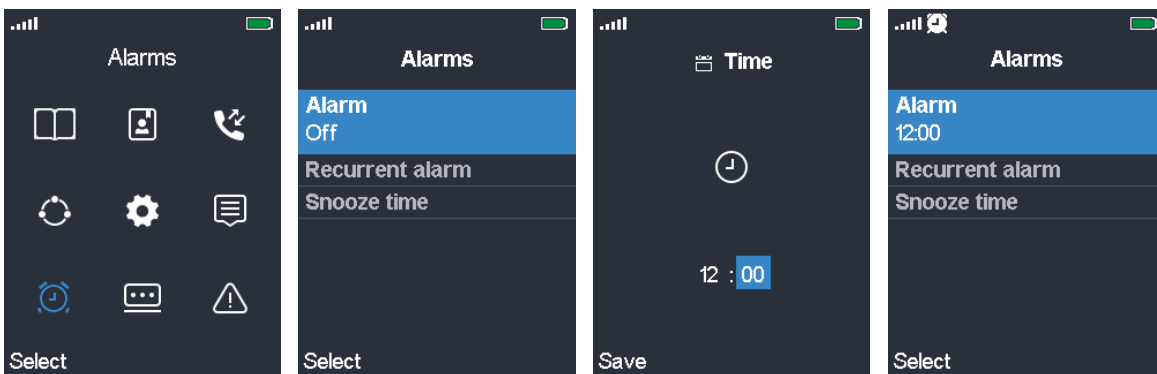 Alarms
Select
Alarms
Alarm
Off
Recurrent alarm
Snooze time
Select
Time
12 : 00
Save
Alarms
Alarm
12:00
Recurrent alarm
Snooze time
Select